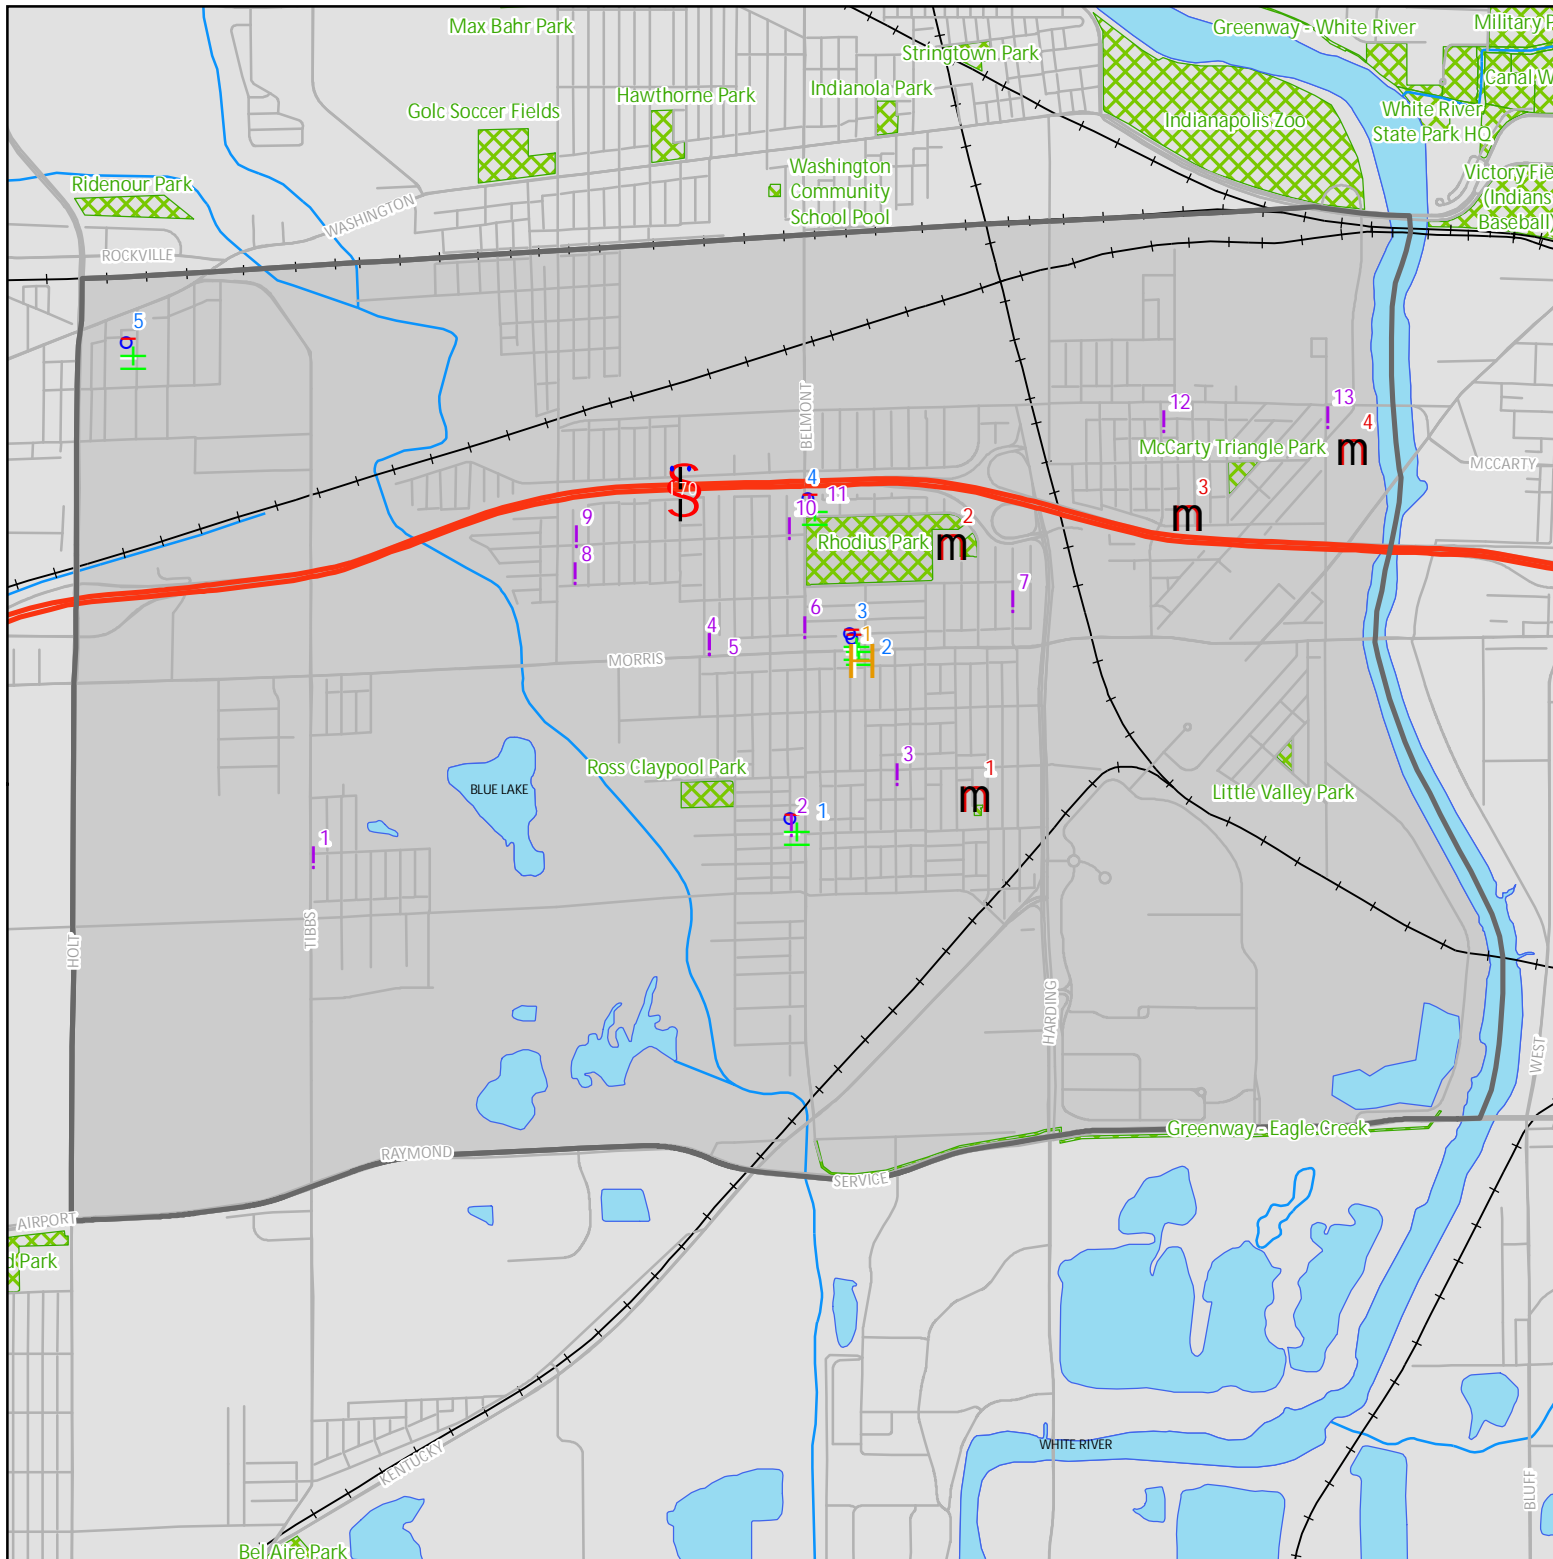 Max Bahr Park
Greenway - White River
Military P
Stringtown Park
Canal W
Indianola Park
Hawthorne Park
Golc Soccer Fields
Indianapolis Zoo
White River
State Park HQ
Washington
Community
School Pool
Victory Fie
(Indians
Baseball)
Ridenour Park
WASHINGTON
ROCKVILLE
5
BELMONT
12
13
4
McCarty Triangle Park
MCCARTY
70
4
11
3
10
9
2
Rhodius Park
8
7
6
3
4
5
1
2
MORRIS
3
Ross Claypool Park
1
BLUE LAKE
Little Valley Park
2
1
1
TIBBS
HOLT
HARDING
WEST
Greenway - Eagle Creek
RAYMOND
SERVICE
AIRPORT
d Park
WHITE RIVER
KENTUCKY
BLUFF
Bel Aire Park